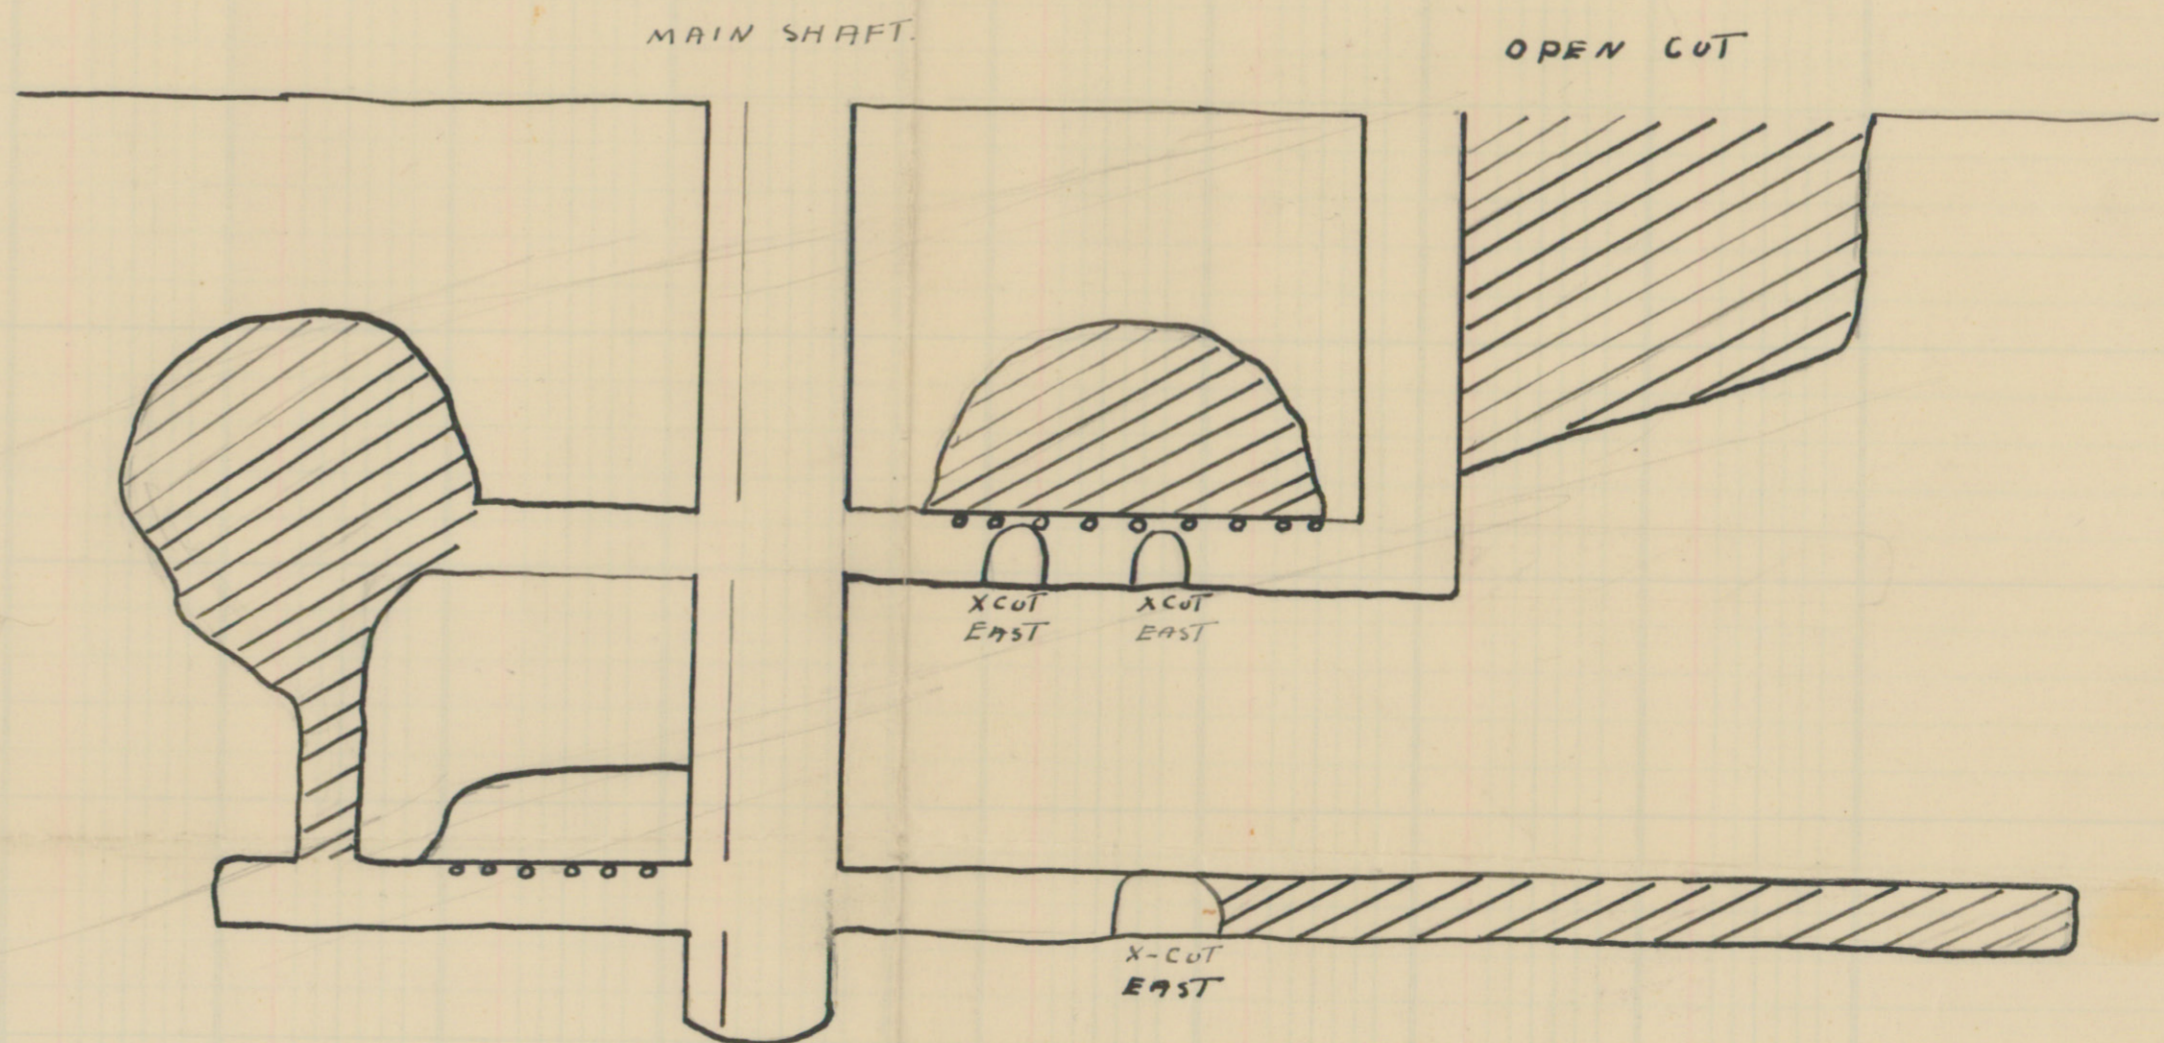 MAIN SHAFT.
OPEN CUT
XCUT
EAST
XCUT
EAST
X-CUT
EAST